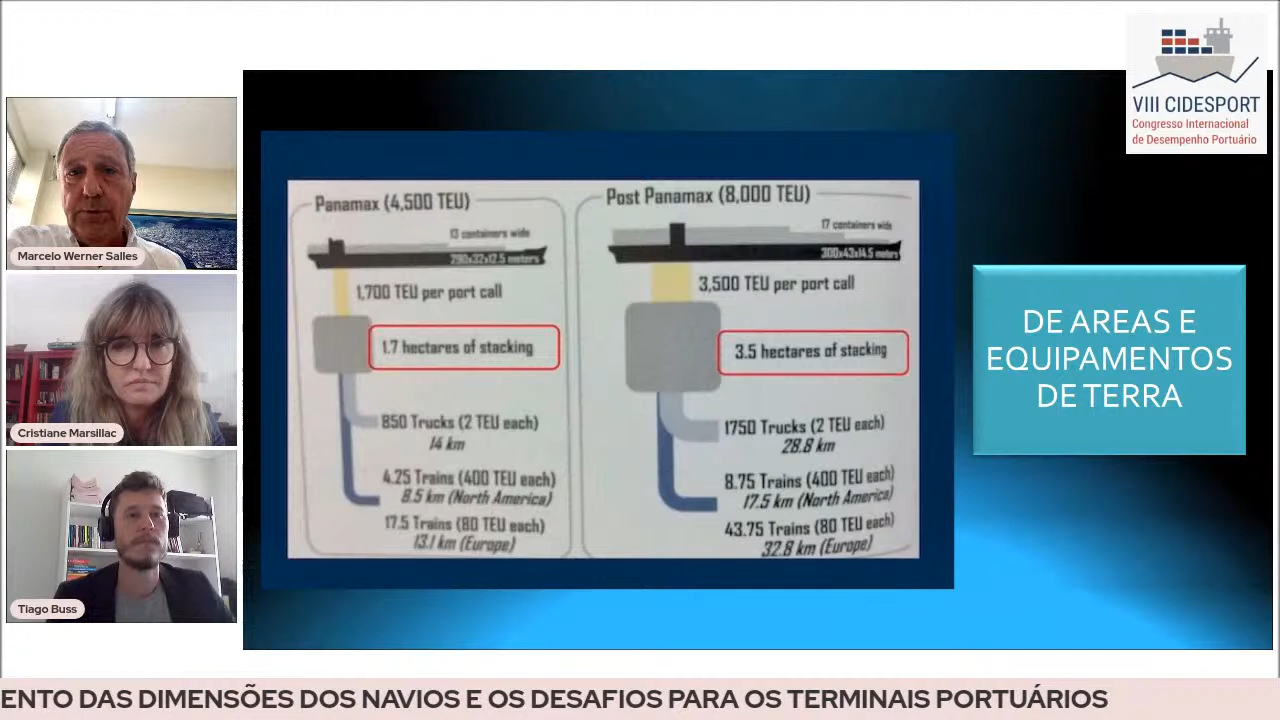 VIII CIDESPORT
Congresso Internacional
de Desempenho Portuário
Marcelo Werner Salles
Cristiane Marsillac
Tiago Buss
Panamax (4,500 TEU)
13 containers wide
290x32x12.5 meters
1,700 TEU per port call
1.7 hectares of stacking
850 Trucks (2 TEU each)
14 km
4.25 Trains (400 TEU each)
8.5 km (North America)
17.5 Trains (80 TEU each)
13.1 km (Europe)
Post Panamax (8,000 TEU)
17 containers wide
300x43x14.5 meters
3,500 TEU per port call
3.5 hectares of stacking
1750 Trucks (2 TEU each)
28.8 km
8.75 Trains (400 TEU each)
17.5 km (North America)
43.75 Trains (80 TEU each)
32.8 km (Europe)
DE AREAS E
EQUIPAMENTOS
DE TERRA
ENTO DAS DIMENSÕES DOS NAVIOS E OS DESAFIOS PARA OS TERMINAIS PORTUÁRIOS